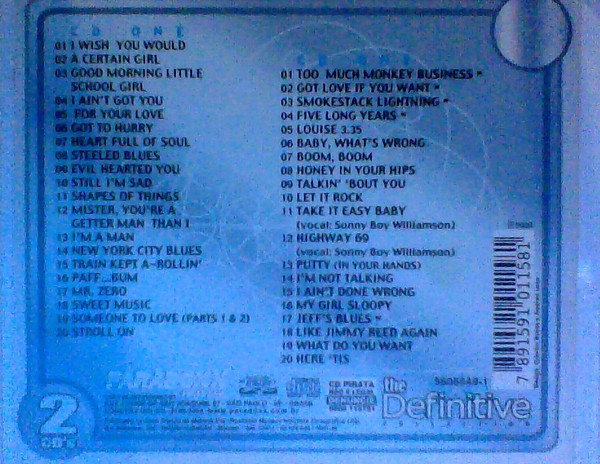 CD ONE
01 I WISH YOU WOULD
02 A CERTAIN GIRL
03 GOOD MORNING LITTLE
SCHOOL GIRL
04 I AIN'T GOT YOU
05 FOR YOUR LOVE
06 GOT TO HURRY
07 HEART FULL OF SOUL
08 STEELED BLUES
09 EVIL HEARTED YOU
10 STILL I'M SAD
11 SHAPES OF THINGS
12 MISTER, YOU'RE A
GETTER MAN THAN I
13 I'M A MAN
14 NEW YORK CITY BLUES
15 TRAIN KEPT A-ROLLIN'
16 PAFF...BUM
17 MR. ZERO
18 SWEET MUSIC
19 SOMEONE TO LOVE (PARTS 1 & 2)
20 STROLL ON
CD ONE
01 TOO MUCH MONKEY BUSINESS *
02 GOT LOVE IF YOU WANT *
03 SMOKESTACK LIGHTNING *
04 FIVE LONG YEARS *
05 LOUISE 3.35
06 BABY, WHAT'S WRONG
07 BOOM, BOOM
08 HONEY IN YOUR HIPS
09 TALKIN' 'BOUT YOU
10 LET IT ROCK
11 TAKE IT EASY BABY
(vocal: Sonny Boy Williamson)
12 HIGHWAY 69
(vocal: Sonny Boy Williamson)
13 PUTTY (IN YOUR HANDS)
14 I'M NOT TALKING
15 I AIN'T DONE WRONG
16 MY GIRL SLOOPY
17 JEFF'S BLUES *
18 LIKE JIMMY REED AGAIN
19 WHAT DO YOU WANT
20 HERE 'TIS
7 891591 011581
2
CD's
PARADOXX
CD PIRATA
DENUNCIE
the
Definitive
COLLECTION